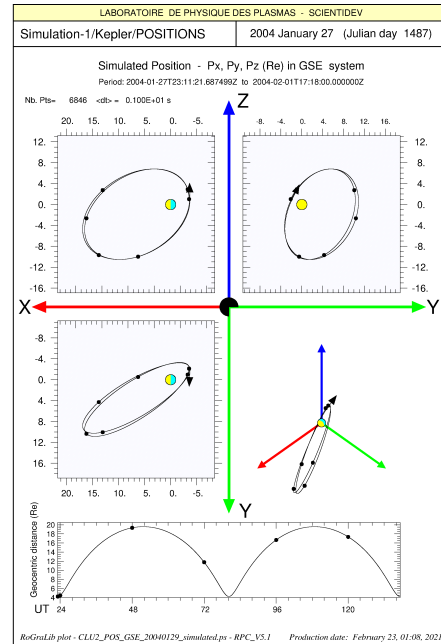 LABORATOIRE DE PHYSIQUE DES PLASMAS - SCIENTIDEV
Simulation-1/Kepler/POSITIONS
2004 January 27 (Julian day 1487)
Simulated Position - Px, Py, Pz (Re) in GSE system
Period: 2004-01-27T23:11:21.687499Z to 2004-02-01T17:18:00.000000Z
Nb. Pts= 6846 <dt> = 0.100E+01 s
Z
20. 15. 10. 5. 0. -5.
-8. -4. 0. 4. 8. 12. 16.
12. 12.
8. 8.
4. 4.
0. 0.
-4. -4.
-8. -8.
-12. -12.
-16. -16.
X Y
-8.
-4.
0.
4.
8.
12.
16.
20. 15. 10. 5. 0. -5.
Y
Geocentric distance (Re)
20
18
16
14
12
10
8
6
4
UT 24 48 72 96 120
RoGraLib plot - CLU2_POS_GSE_20040129_simulated.ps - RPC_V5.1 Production date: February 23, 01:08, 2021